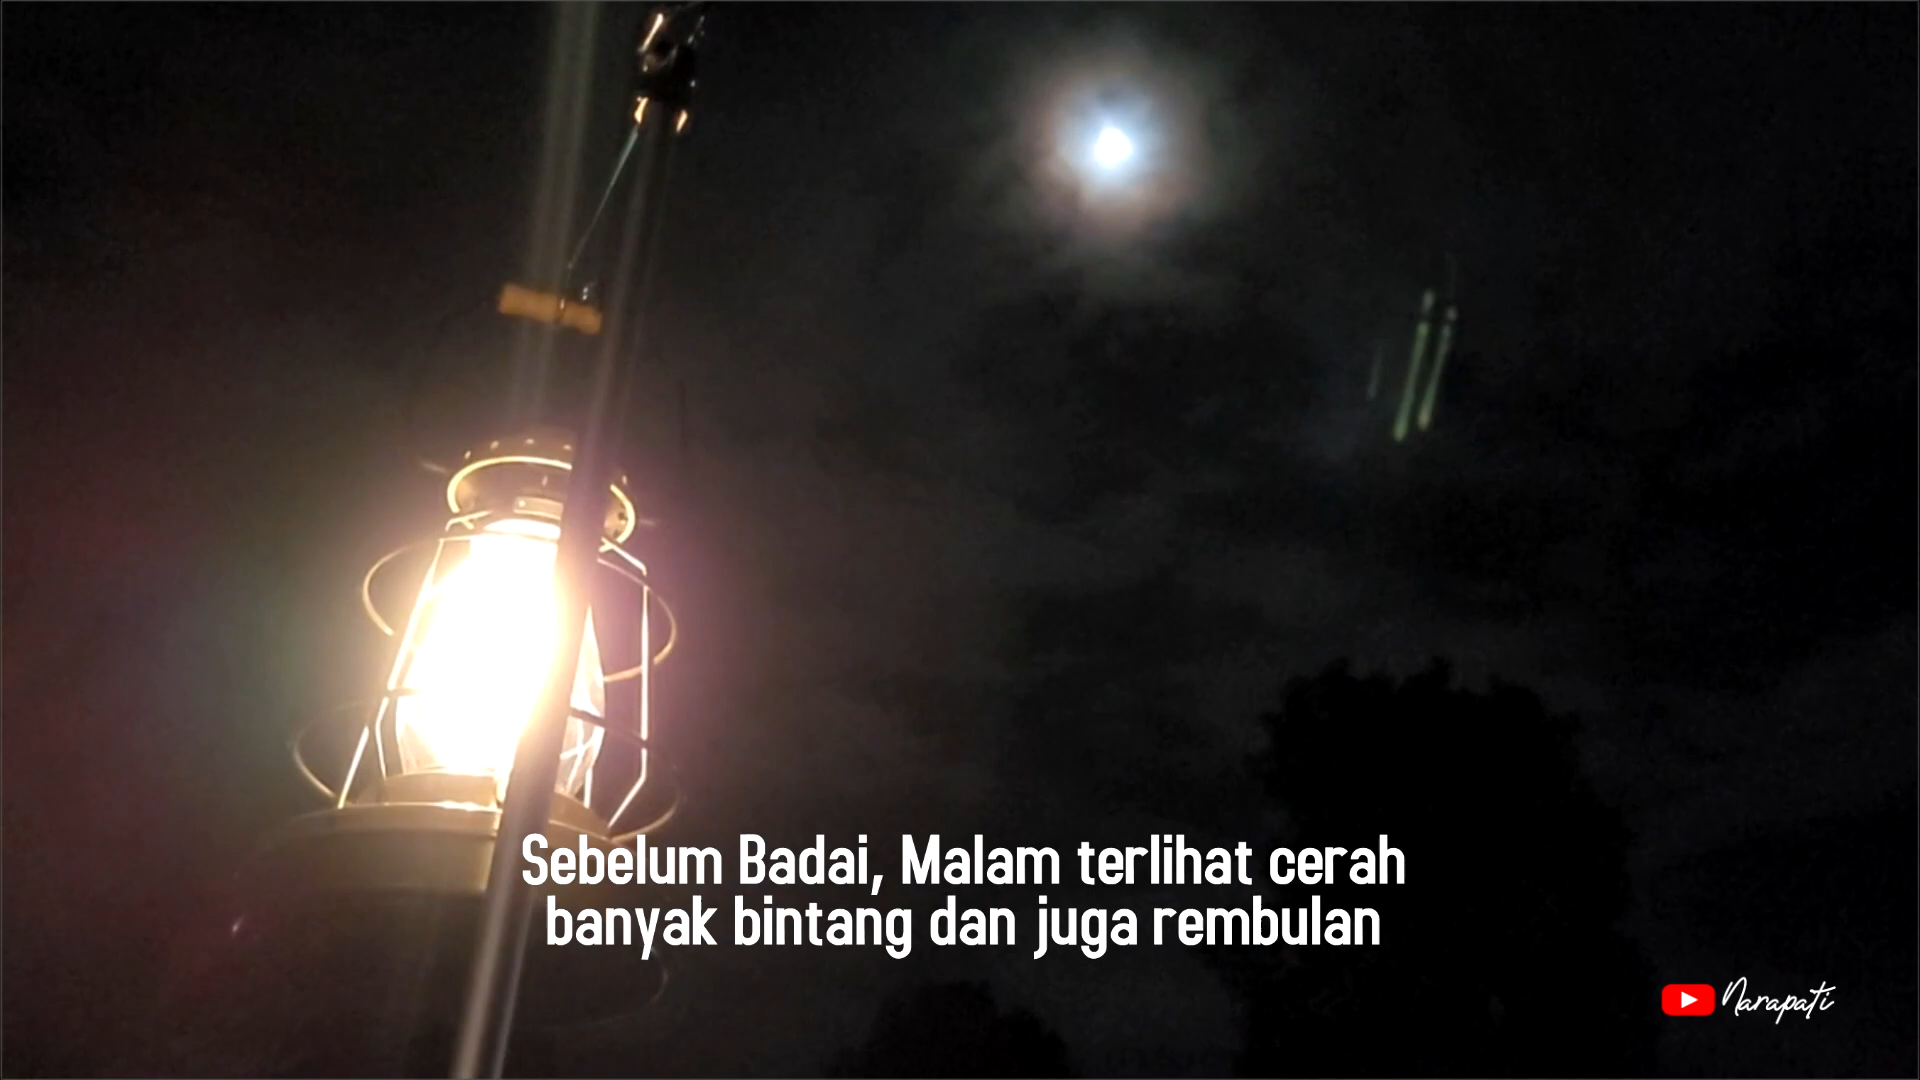 Sebelum Badai, Malam terlihat cerah
banyak bintang dan juga rembulan
Narapati